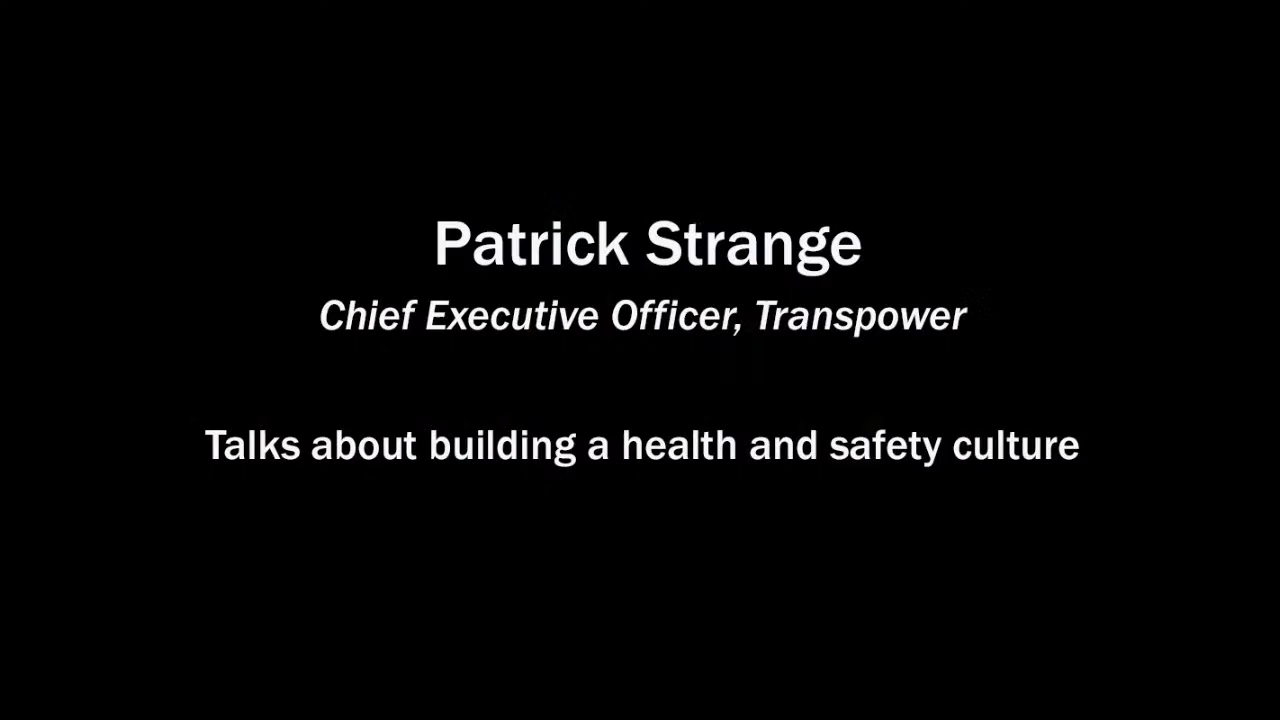 Patrick Strange
Chief Executive Officer, Transpower
Talks about building a health and safety culture